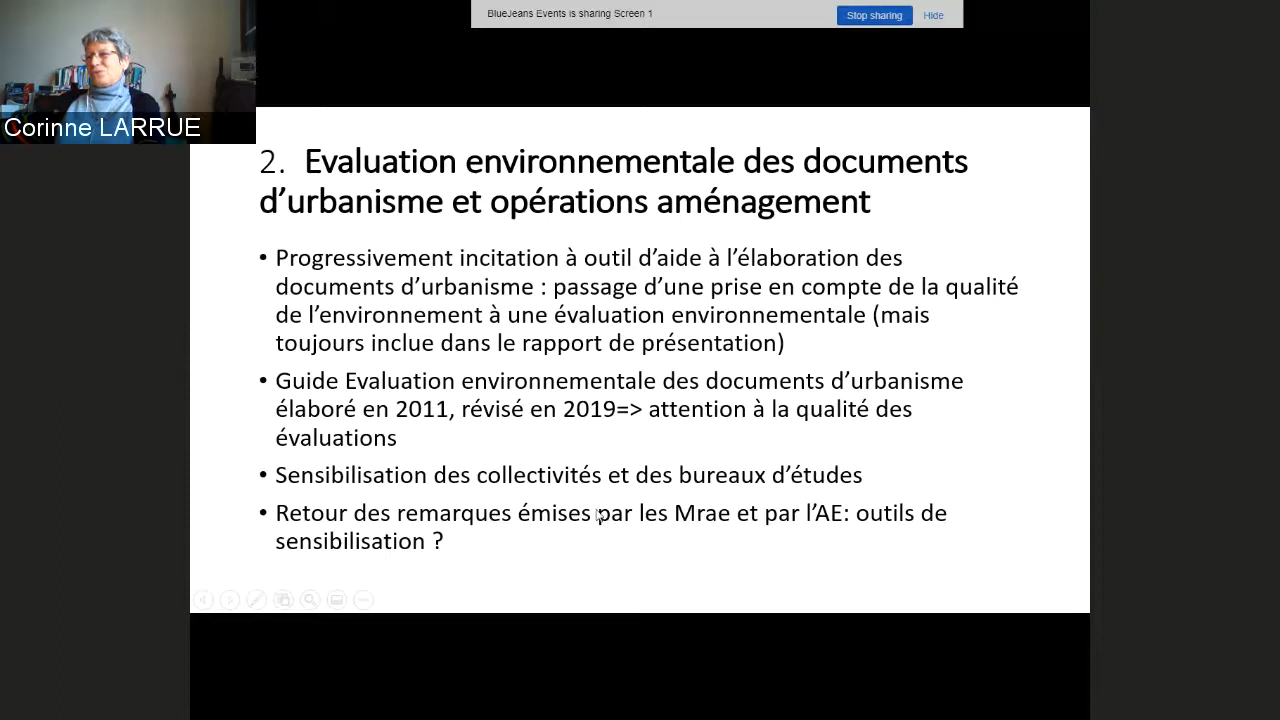 BlueJeans Events is sharing Screen 1
Stop sharing
Hide
Corinne LARRUE
2. Evaluation environnementale des documents
d’urbanisme et opérations aménagement
• Progressivement incitation à outil d’aide à l’élaboration des
documents d’urbanisme : passage d’une prise en compte de la qualité
de l’environnement à une évaluation environnementale (mais
toujours inclue dans le rapport de présentation)
• Guide Evaluation environnementale des documents d’urbanisme
élaboré en 2011, révisé en 2019=> attention à la qualité des
évaluations
• Sensibilisation des collectivités et des bureaux d’études
• Retour des remarques émises par les Mrae et par l’AE: outils de
sensibilisation ?